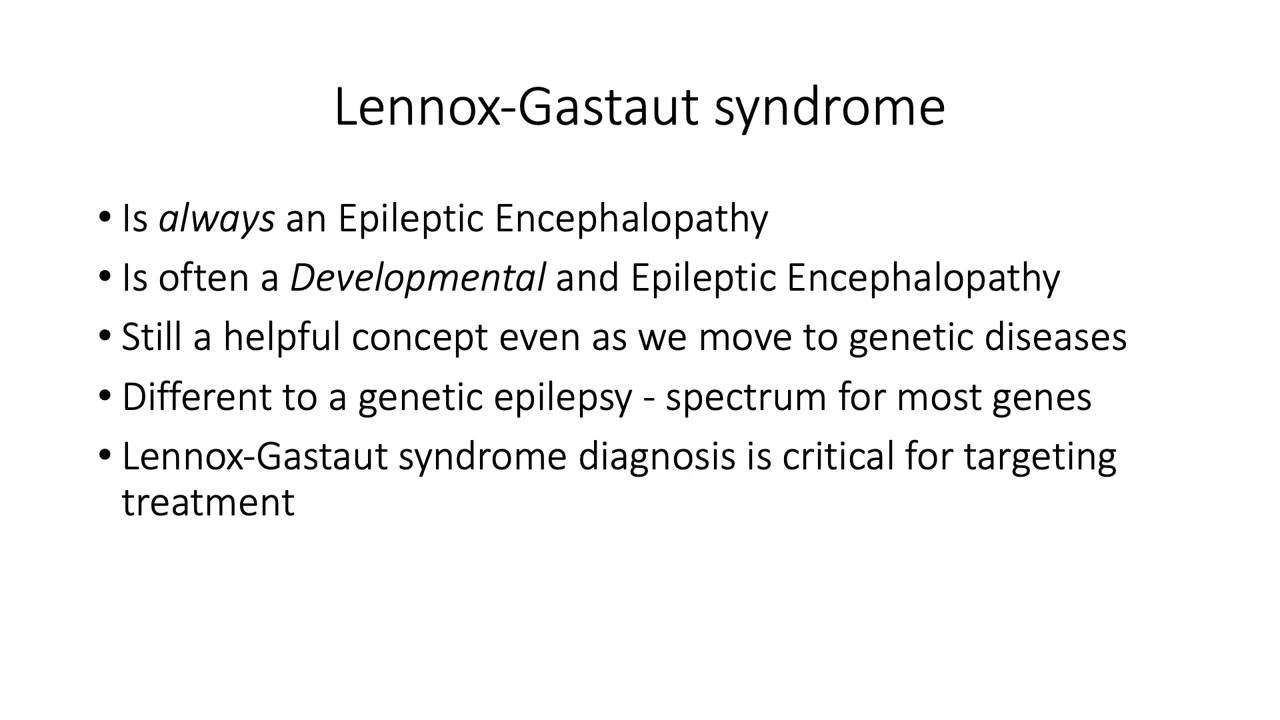 Lennox-Gastaut syndrome
• Is always an Epileptic Encephalopathy
• Is often a Developmental and Epileptic Encephalopathy
• Still a helpful concept even as we move to genetic diseases
• Different to a genetic epilepsy - spectrum for most genes
• Lennox-Gastaut syndrome diagnosis is critical for targeting
treatment